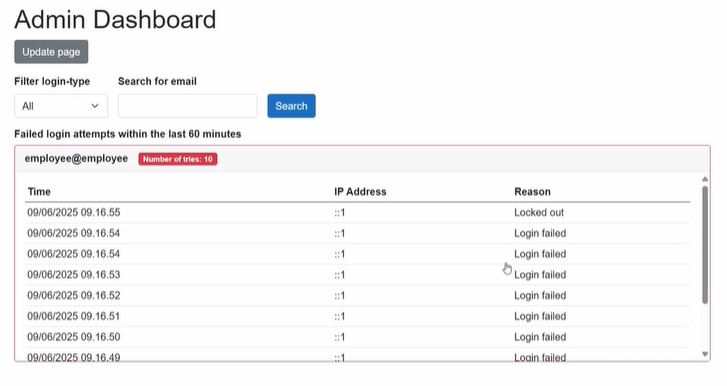 Admin Dashboard
Update page
Filter login-type Search for email
All Search
Failed login attempts within the last 60 minutes
employee@employee Number of tries: 10
Time IP Address Reason
09/06/2025 09.16.55 ::1 Locked out
09/06/2025 09.16.54 ::1 Login failed
09/06/2025 09.16.54 ::1 Login failed
09/06/2025 09.16.53 ::1 Login failed
09/06/2025 09.16.52 ::1 Login failed
09/06/2025 09.16.51 ::1 Login failed
09/06/2025 09.16.50 ::1 Login failed
09/06/2025 09.16.49 ::1 Login failed